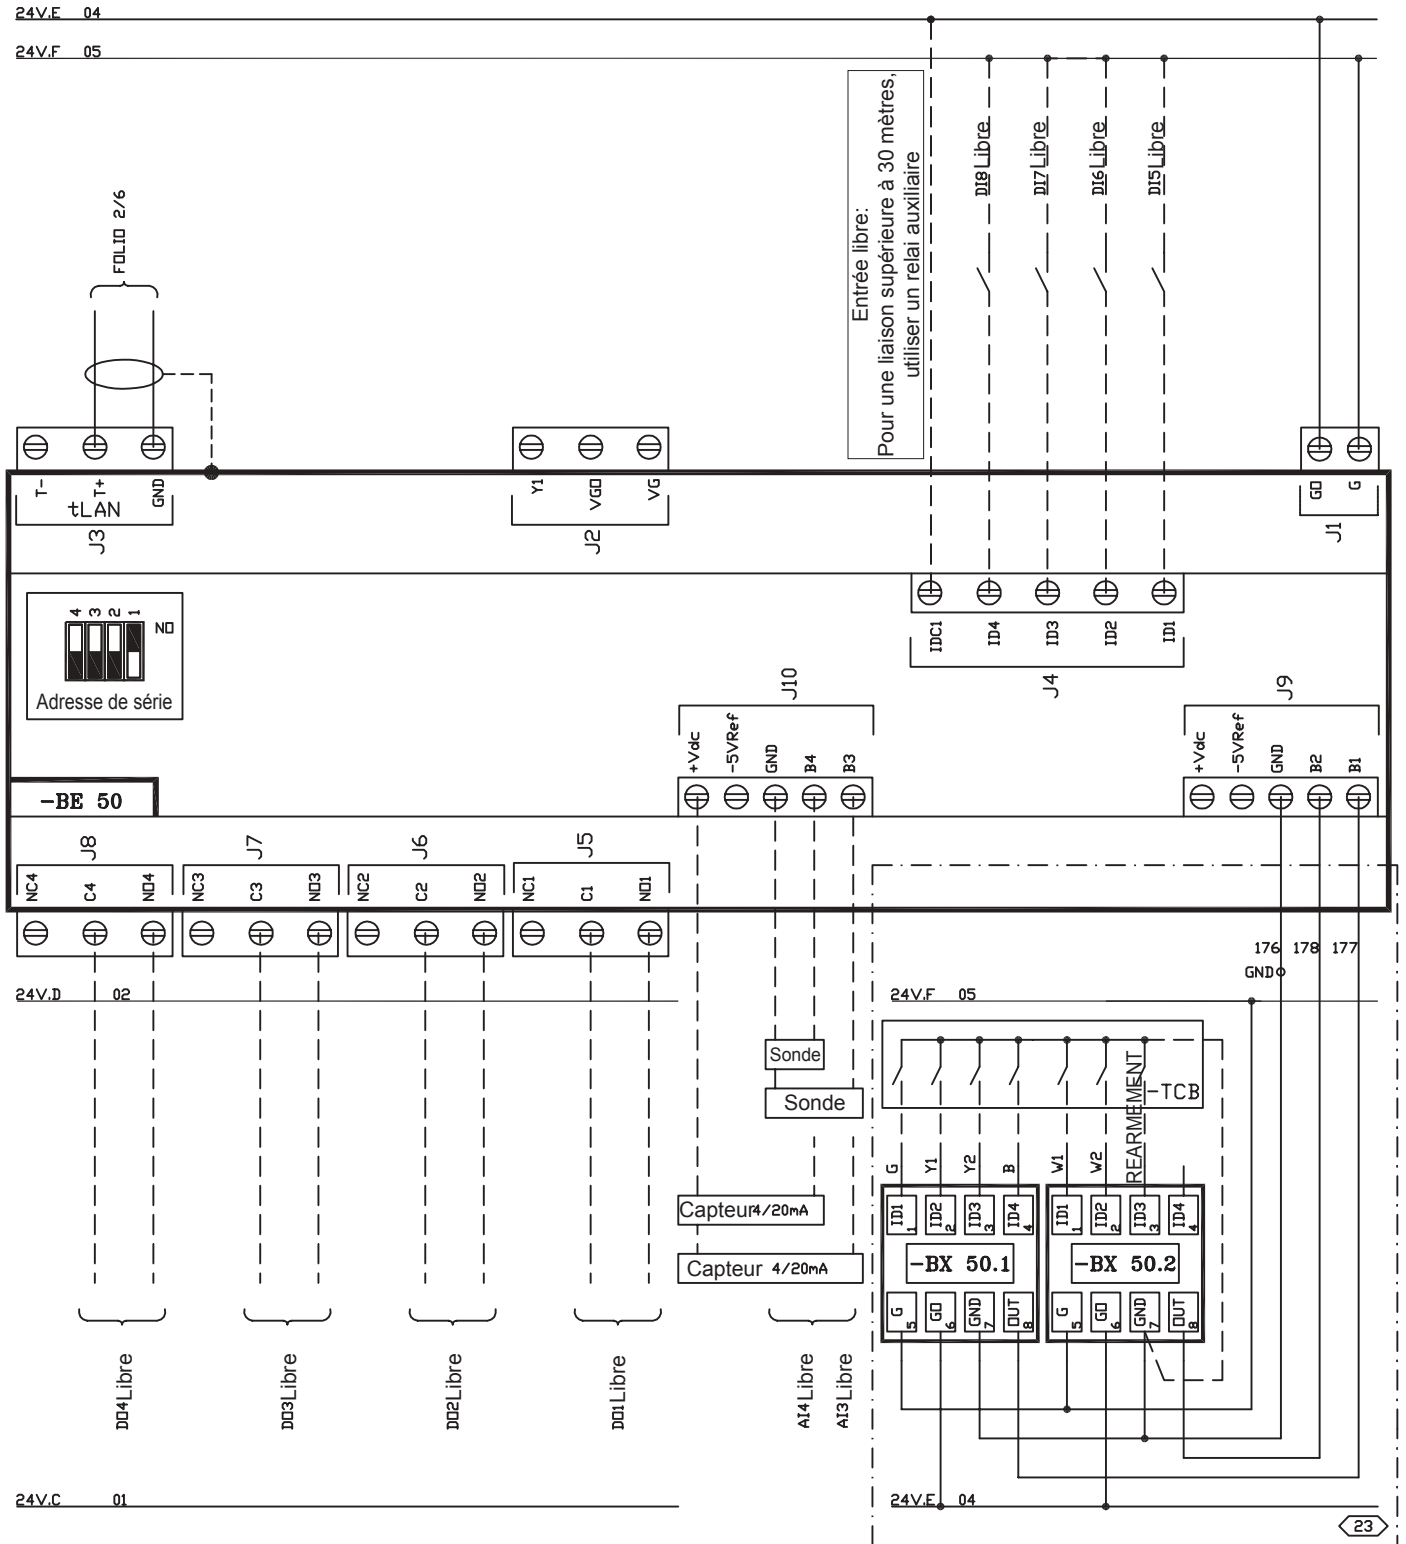 24V.E 04
24V.F 05
FOLIO 2/6
Entrée libre:
Pour une liaison supérieure à 30 mètres,
utiliser un relai auxiliaire
DI8 Libre
DI7 Libre
DI6 Libre
DI5 Libre
T-
T+
GND
tLAN
J3
Y1
VG0
VG
J2
G0
G
J1
4
3
2
1
NO
Adresse de série
IDC1
ID4
ID3
ID2
ID1
J4
J10
+Vdc
-5VRef
GND
B4
B3
J9
+Vdc
-5VRef
GND
B2
B1
-BE 50
J8
NC4
C4
NO4
J7
NC3
C3
NO3
J6
NC2
C2
NO2
J5
NC1
C1
NO1
176 178 177
GND
24V.D 02
24V.F 05
Sonde
Sonde
REARMEMENT
-TCB
G
Y1
Y2
B
W1
W2
Capteur 4/20mA
Capteur 4/20mA
ID1 1
ID2 2
ID3 3
ID4 4
-BX 50.1
G 5
G0 6
GND 7
OUT 8
ID1 1
ID2 2
ID3 3
ID4 4
-BX 50.2
G 5
G0 6
GND 7
OUT 8
DO4 Libre
DO3 Libre
DO2 Libre
DO1 Libre
AI4 Libre
AI3 Libre
24V.C 01
24V.E 04
23